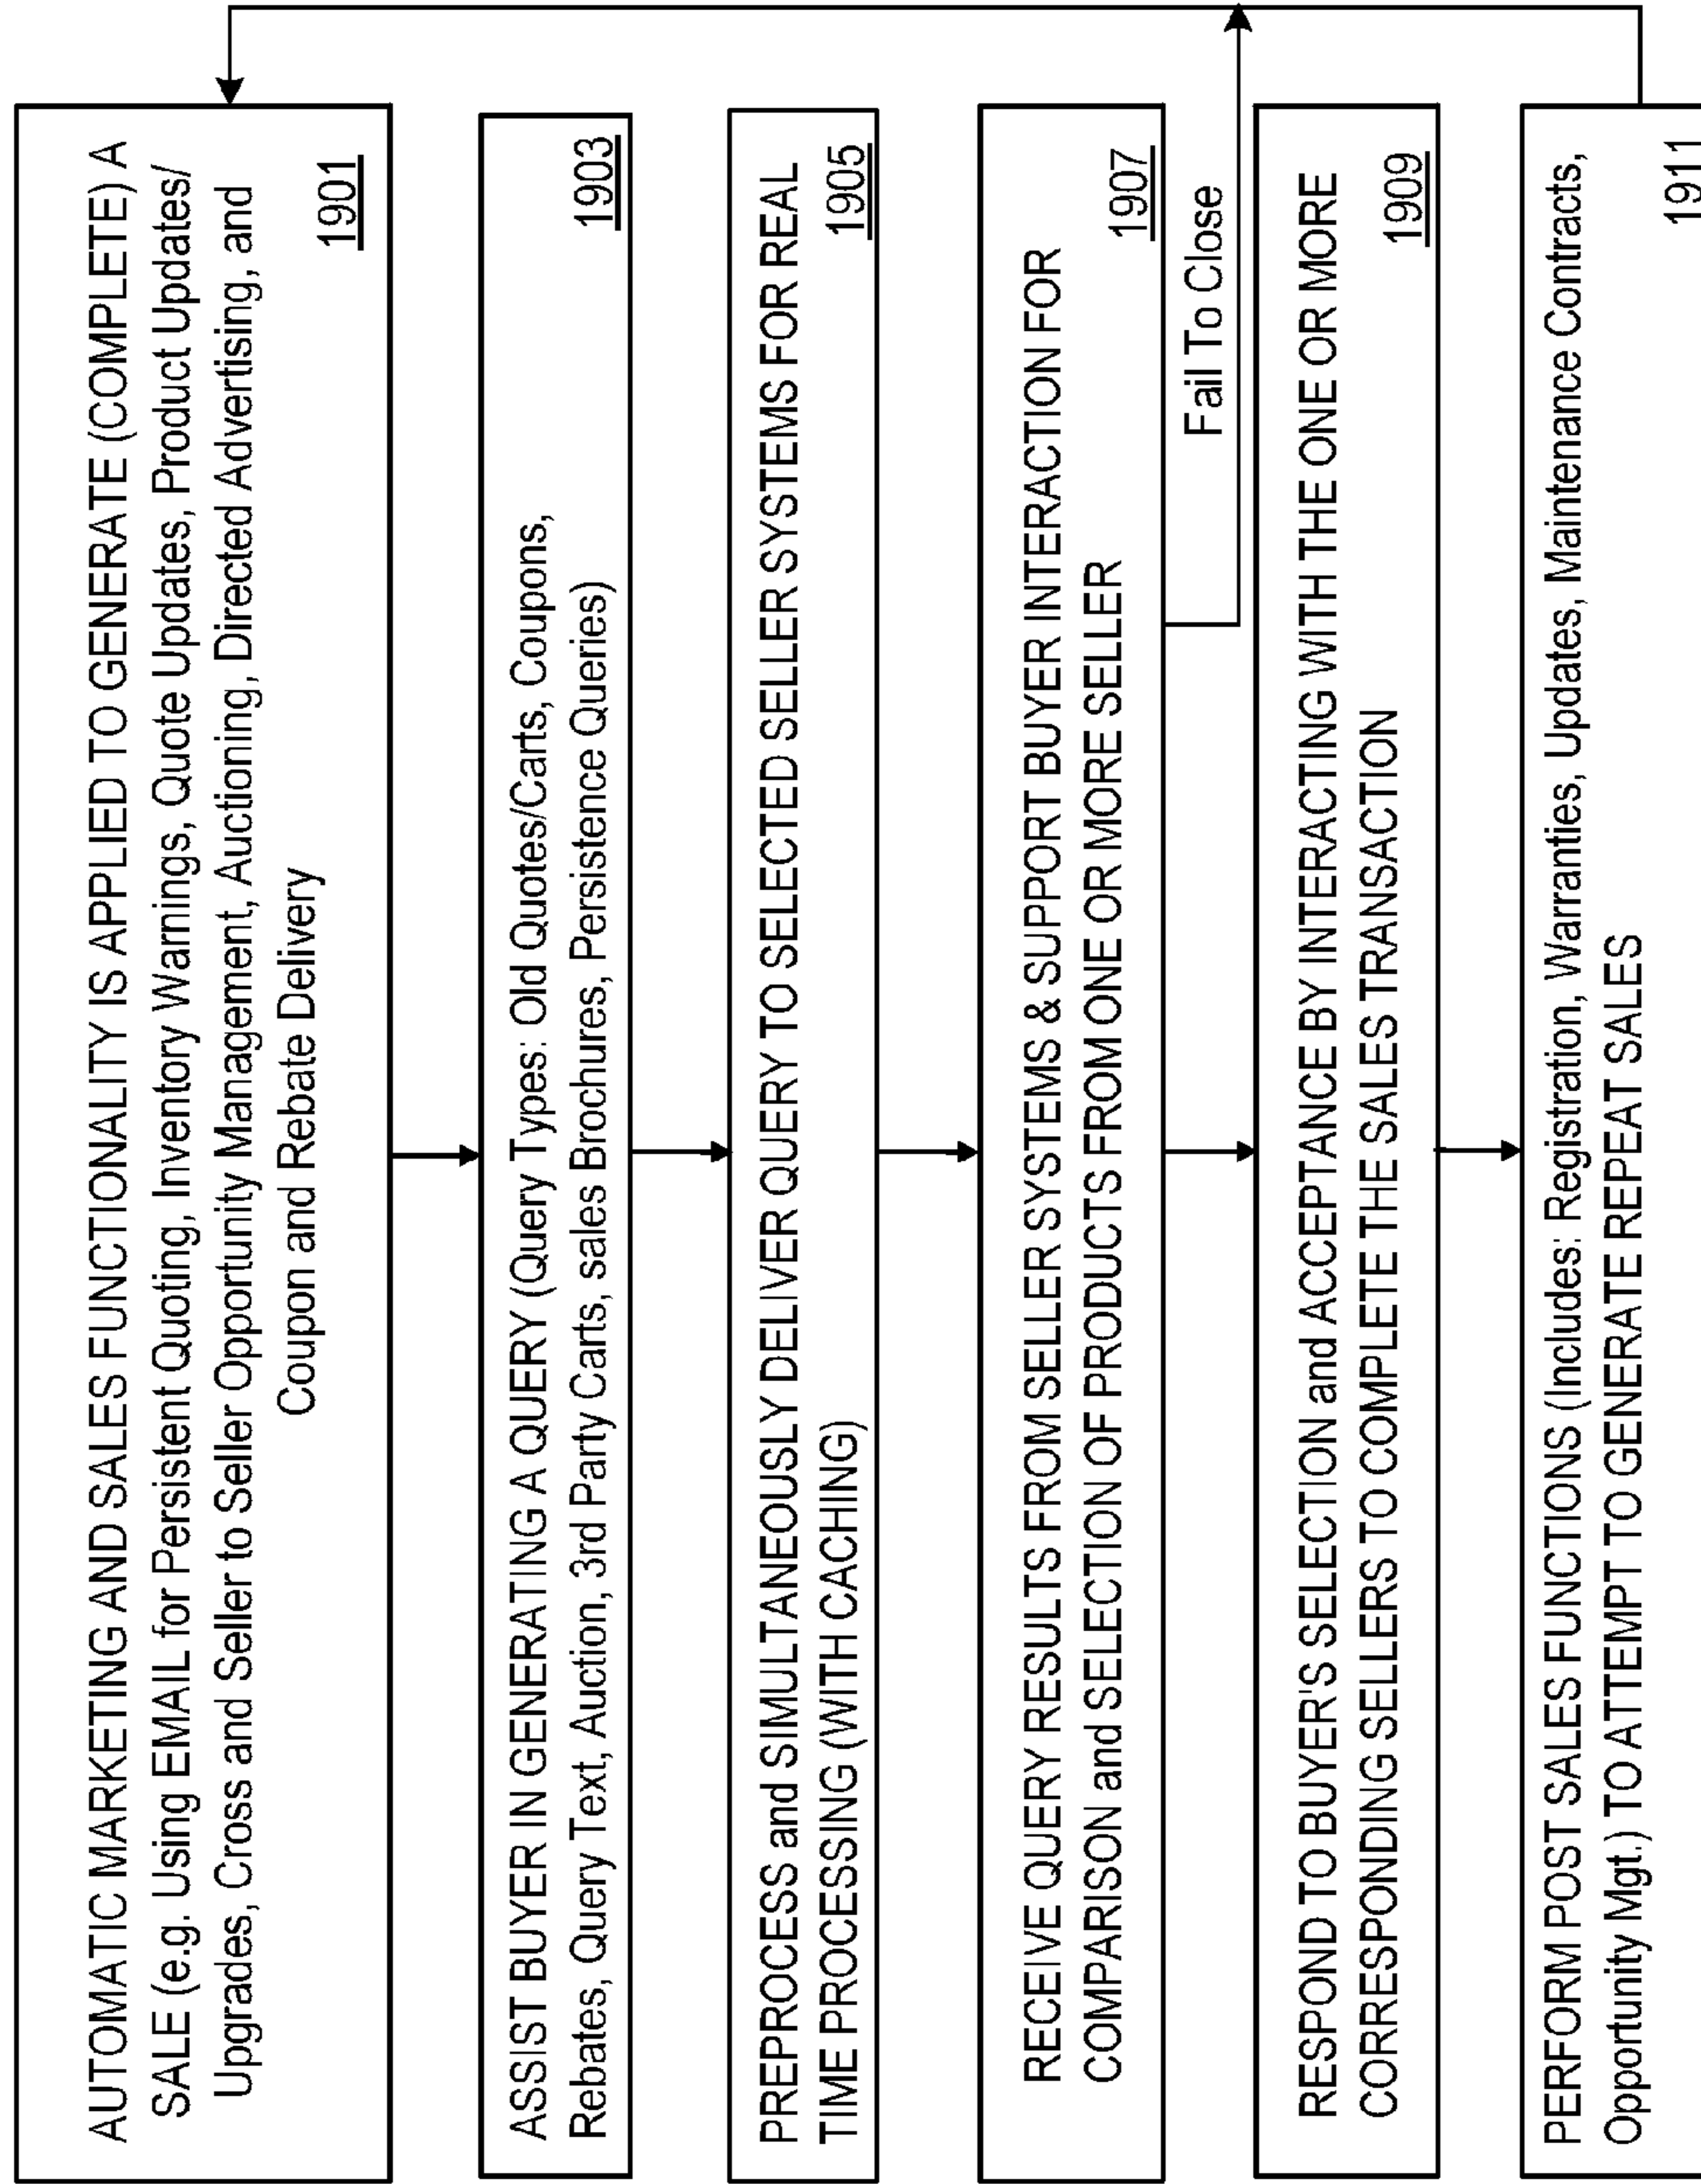 AUTOMATIC MARKETING AND SALES FUNCTIONALITY IS APPLIED TO GENERATE (COMPLETE) A
SALE (e.g. Using EMAIL for Persistent Quoting, Inventory Warnings, Quote Updates, Product Updates/
Upgrades, Cross and Seller to Seller Opportunity Management, Auctioning, Directed Advertising, and
Coupon and Rebate Delivery
1901
ASSIST BUYER IN GENERATING A QUERY (Query Types: Old Quotes/Carts, Coupons,
Rebates, Query Text, Auction, 3rd Party Carts, sales Brochures, Persistence Queries)
1903
PREPROCESS and SIMULTANEOUSLY DELIVER QUERY TO SELECTED SELLER SYSTEMS FOR REAL
TIME PROCESSING (WITH CACHING)
1905
RECEIVE QUERY RESULTS FROM SELLER SYSTEMS & SUPPORT BUYER INTERACTION FOR
COMPARISON and SELECTION OF PRODUCTS FROM ONE OR MORE SELLER
1907
Fail To Close
RESPOND TO BUYER'S SELECTION and ACCEPTANCE BY INTERACTING WITH THE ONE OR MORE
CORRESPONDING SELLERS TO COMPLETE THE SALES TRANSACTION
1909
PERFORM POST SALES FUNCTIONS (Includes: Registration, Warranties, Updates, Maintenance Contracts,
Opportunity Mgt.) TO ATTEMPT TO GENERATE REPEAT SALES
1911